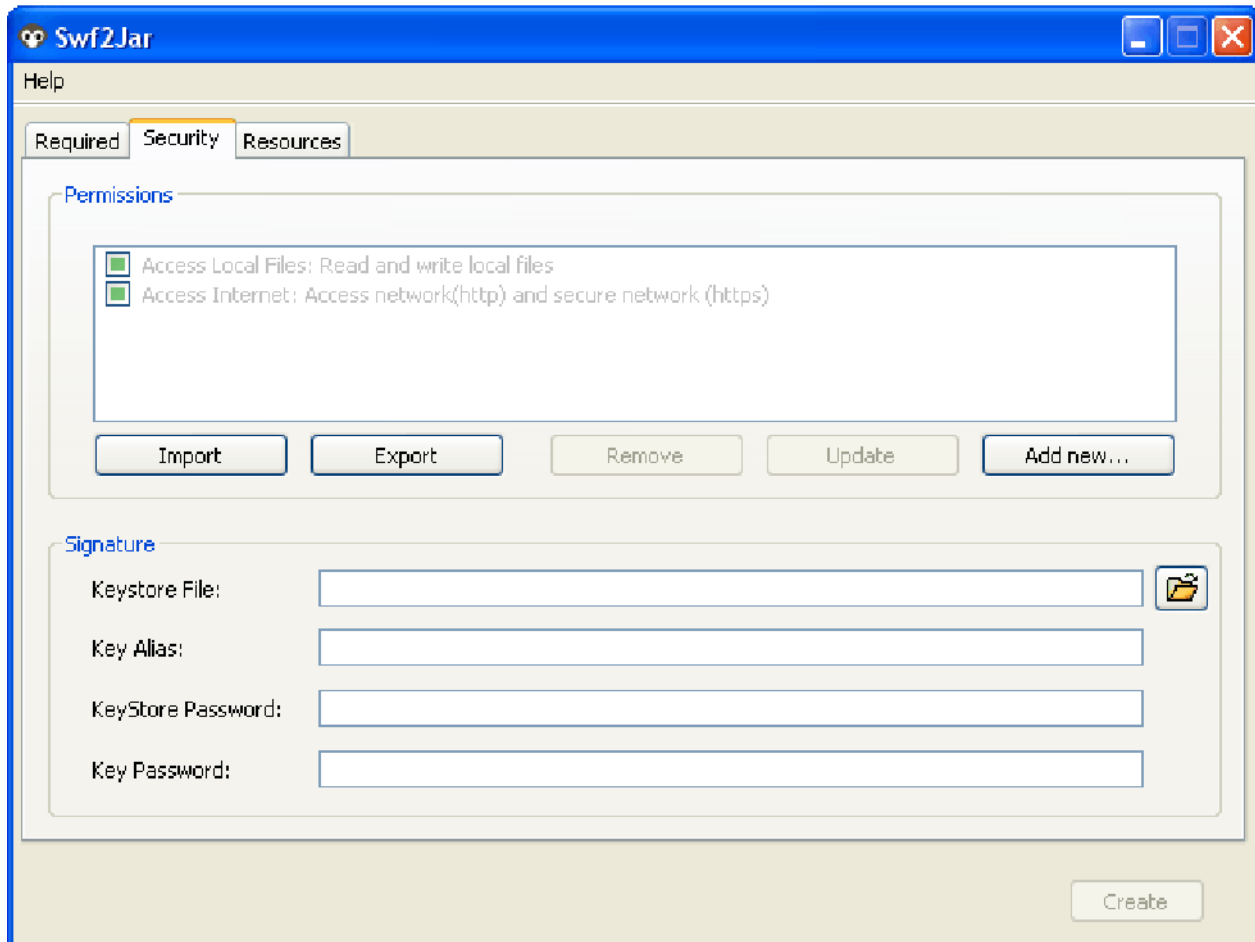 Swf2Jar
Help
Required Security Resources
Permissions
Access Local Files: Read and write local files
Access Internet: Access network(http) and secure network (https)
Import Export Remove Update Add new...
Signature
Keystore File:
Key Alias:
KeyStore Password:
Key Password:
Create